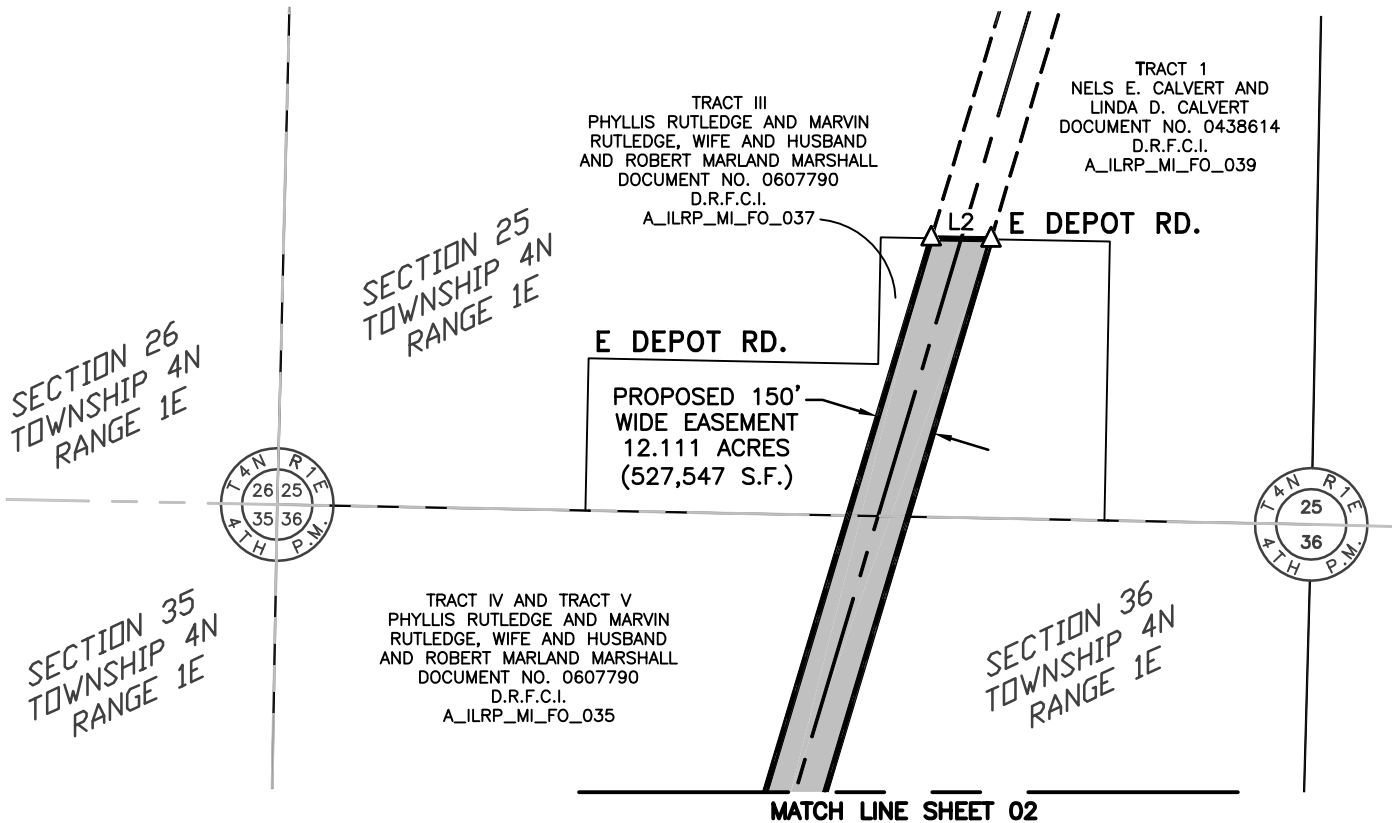 TRACT III
PHYLLIS RUTLEDGE AND MARVIN
RUTLEDGE, WIFE AND HUSBAND
AND ROBERT MARLAND MARSHALL
DOCUMENT NO. 0607790
D.R.F.C.I.
A_ILRP_MI_FO_037
TRACT 1
NELS E. CALVERT AND
LINDA D. CALVERT
DOCUMENT NO. 0438614
D.R.F.C.I.
A_ILRP_MI_FO_039
L2
E DEPOT RD.
SECTION 25
TOWNSHIP 4N
RANGE 1E
SECTION 26
TOWNSHIP 4N
RANGE 1E
E DEPOT RD.
PROPOSED 150'
WIDE EASEMENT
12.111 ACRES
(527,547 S.F.)
T4N R1E
26 25
35 36
4TH P.M.
T4N R1E
25
36
4TH P.M.
SECTION 35
TOWNSHIP 4N
RANGE 1E
TRACT IV AND TRACT V
PHYLLIS RUTLEDGE AND MARVIN
RUTLEDGE, WIFE AND HUSBAND
AND ROBERT MARLAND MARSHALL
DOCUMENT NO. 0607790
D.R.F.C.I.
A_ILRP_MI_FO_035
SECTION 36
TOWNSHIP 4N
RANGE 1E
MATCH LINE SHEET 02